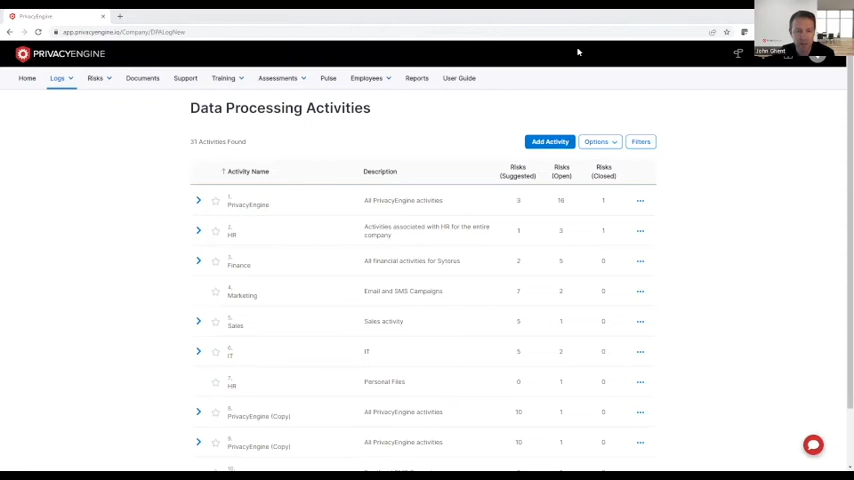 PrivacyEngine
app.privacyengine.io/Company/DPALogNew
John Ghent
PRIVACYENGINE
Home Logs Risks Documents Support Training Assessments Pulse Employees Reports User Guide
Data Processing Activities
31 Activities Found
Add Activity Options Filters
Activity Name Description Risks (Suggested) Risks (Open) Risks (Closed)
1. PrivacyEngine All PrivacyEngine activities 3 16 1
2. HR Activities associated with HR for the entire company 1 3 1
3. Finance All financial activities for Sytorus 2 5 0
4. Marketing Email and SMS Campaigns 7 2 0
5. Sales Sales activity 5 1 0
6. IT IT 5 2 0
7. HR Personal Files 0 1 0
8. PrivacyEngine (Copy) All PrivacyEngine activities 10 1 0
9. PrivacyEngine (Copy) All PrivacyEngine activities 10 1 0
10.